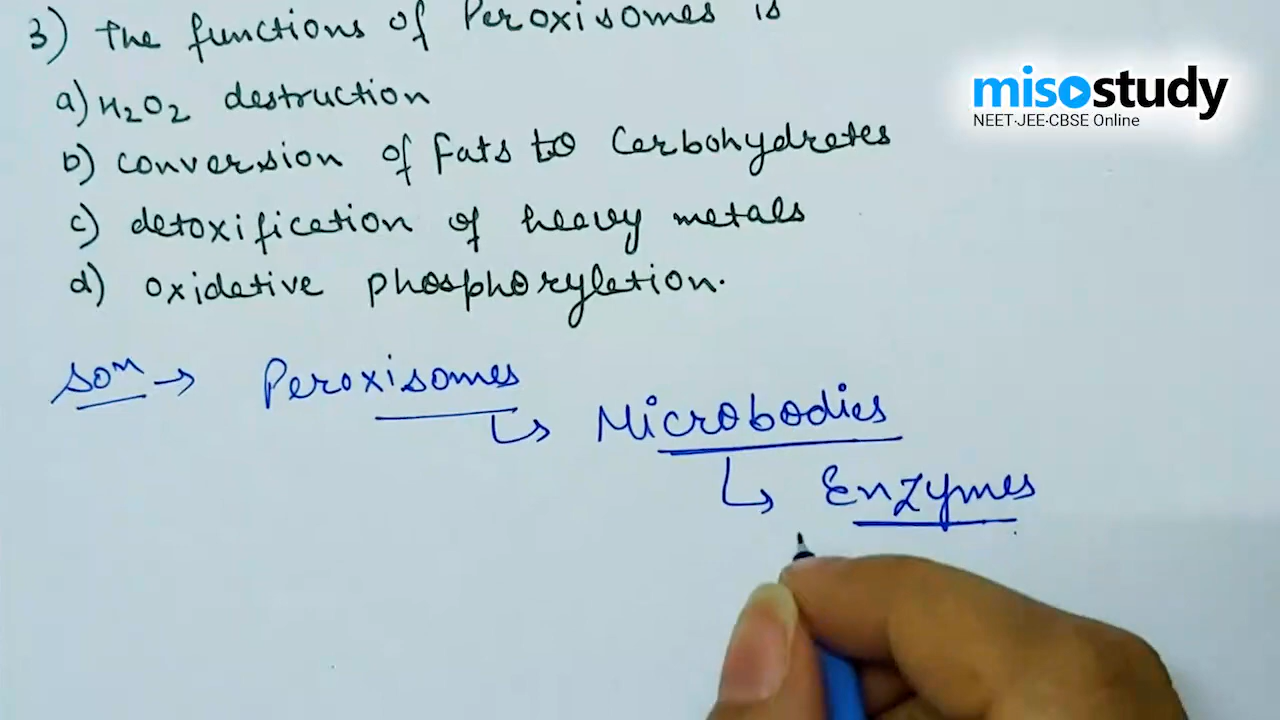 3) The functions of Peroxisomes is
a) H₂O₂ destruction
b) conversion of Fats to Carbohydrates
c) detoxification of heavy metals
d) oxidative phosphorylation.
Soⁿ → Peroxisomes
↳ Microbodies
↳ Enzymes
misostudy
NEET-JEE-CBSE Online